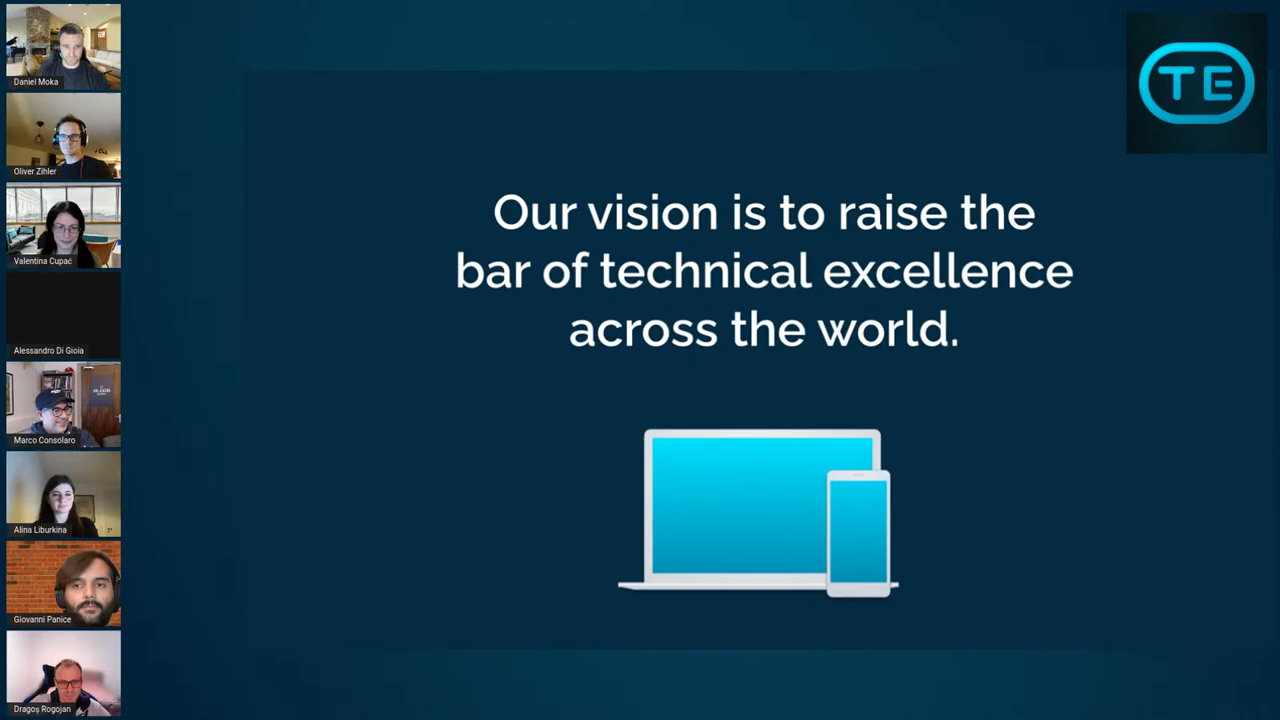 Daniel Moka
Oliver Zihler
Valentina Cupać
Alessandro Di Gioia
Marco Consolaro
Alina Liburkina
Giovanni Panice
Dragoș Rogojan
TE
Our vision is to raise the
bar of technical excellence
across the world.